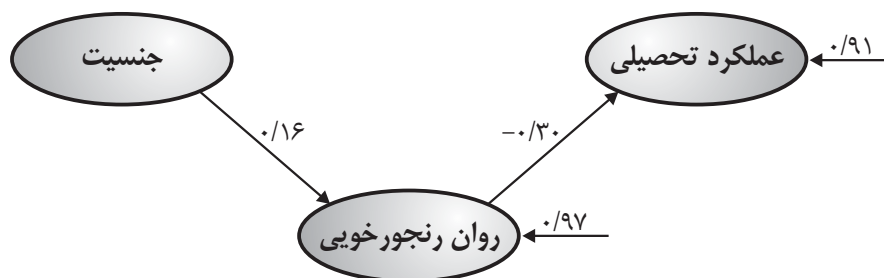 جنسیت
عملکرد تحصیلی
۰/۹۱
۰/۱۶
-۰/۳۰
روان رنجورخویی
۰/۹۷